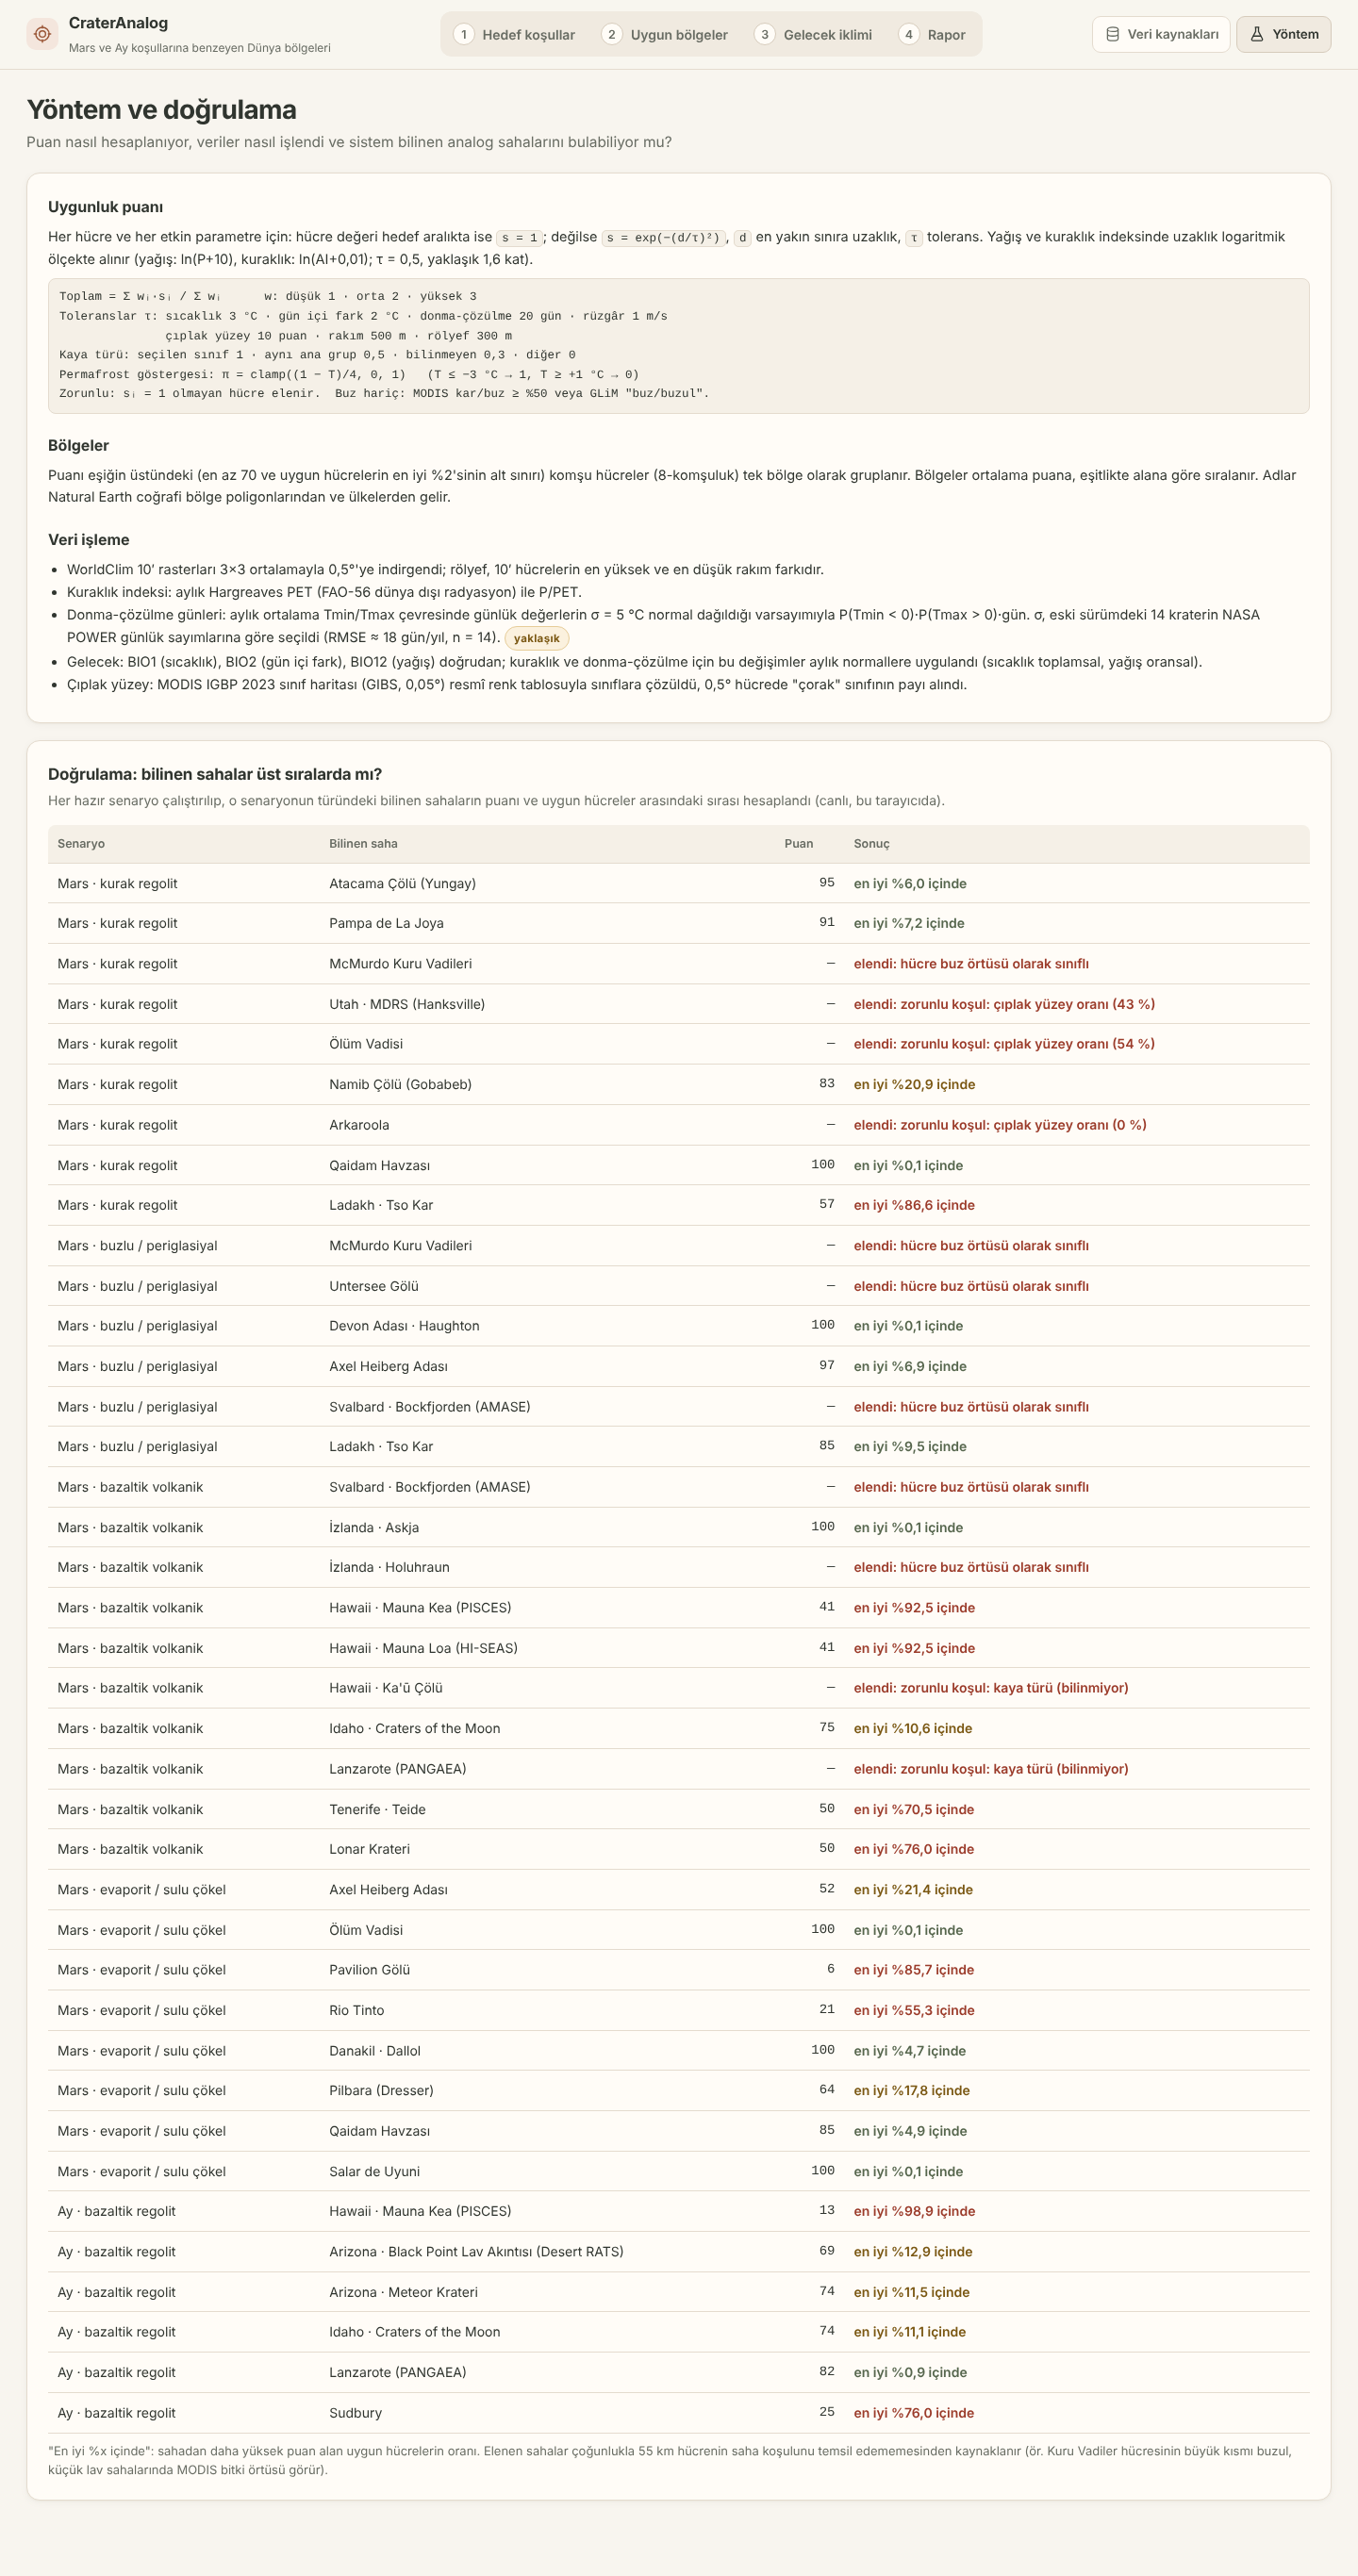 CraterAnalog
Mars ve Ay koşullarına benzeyen Dünya bölgeleri
1 Hedef koşullar 2 Uygun bölgeler 3 Gelecek iklimi 4 Rapor
Veri kaynakları Yöntem
Yöntem ve doğrulama
Puan nasıl hesaplanıyor, veriler nasıl işlendi ve sistem bilinen analog sahalarını bulabiliyor mu?
Uygunluk puanı
Her hücre ve her etkin parametre için: hücre değeri hedef aralıkta ise s = 1; değilse s = exp(−(d/τ)²), d en yakın sınıra uzaklık, τ tolerans. Yağış ve kuraklık indeksinde uzaklık logaritmik
ölçekte alınır (yağış: ln(P+10), kuraklık: ln(AI+0,01); τ = 0,5, yaklaşık 1,6 kat).
Toplam = Σ wᵢ·sᵢ / Σ wᵢ w: düşük 1 · orta 2 · yüksek 3
Toleranslar τ: sıcaklık 3 °C · gün içi fark 2 °C · donma-çözülme 20 gün · rüzgâr 1 m/s
çıplak yüzey 10 puan · rakım 500 m · rölyef 300 m
Kaya türü: seçilen sınıf 1 · aynı ana grup 0,5 · bilinmeyen 0,3 · diğer 0
Permafrost göstergesi: π = clamp((1 − T)/4, 0, 1) (T ≤ −3 °C → 1, T ≥ +1 °C → 0)
Zorunlu: sᵢ = 1 olmayan hücre elenir. Buz hariç: MODIS kar/buz ≥ %50 veya GLiM "buz/buzul".
Bölgeler
Puanı eşiğin üstündeki (en az 70 ve uygun hücrelerin en iyi %2'sinin alt sınırı) komşu hücreler (8-komşuluk) tek bölge olarak gruplanır. Bölgeler ortalama puana, eşitlikte alana göre sıralanır. Adlar
Natural Earth coğrafi bölge poligonlarından ve ülkelerden gelir.
Veri işleme
• WorldClim 10′ rasterları 3×3 ortalamayla 0,5°'ye indirgendi; rölyef, 10′ hücrelerin en yüksek ve en düşük rakım farkıdır.
• Kuraklık indeksi: aylık Hargreaves PET (FAO-56 dünya dışı radyasyon) ile P/PET.
• Donma-çözülme günleri: aylık ortalama Tmin/Tmax çevresinde günlük değerlerin σ = 5 °C normal dağıldığı varsayımıyla P(Tmin < 0)·P(Tmax > 0)·gün. σ, eski sürümdeki 14 kraterin NASA
POWER günlük sayımlarına göre seçildi (RMSE ≈ 18 gün/yıl, n = 14). yaklaşık
• Gelecek: BIO1 (sıcaklık), BIO2 (gün içi fark), BIO12 (yağış) doğrudan; kuraklık ve donma-çözülme için bu değişimler aylık normallere uygulandı (sıcaklık toplamsal, yağış oransal).
• Çıplak yüzey: MODIS IGBP 2023 sınıf haritası (GIBS, 0,05°) resmî renk tablosuyla sınıflara çözüldü, 0,5° hücrede "çorak" sınıfının payı alındı.
Doğrulama: bilinen sahalar üst sıralarda mı?
Her hazır senaryo çalıştırılıp, o senaryonun türündeki bilinen sahaların puanı ve uygun hücreler arasındaki sırası hesaplandı (canlı, bu tarayıcıda).
Senaryo Bilinen saha Puan Sonuç
Mars · kurak regolit Atacama Çölü (Yungay) 95 en iyi %6,0 içinde
Mars · kurak regolit Pampa de La Joya 91 en iyi %7,2 içinde
Mars · kurak regolit McMurdo Kuru Vadileri — elendi: hücre buz örtüsü olarak sınıflı
Mars · kurak regolit Utah · MDRS (Hanksville) — elendi: zorunlu koşul: çıplak yüzey oranı (43 %)
Mars · kurak regolit Ölüm Vadisi — elendi: zorunlu koşul: çıplak yüzey oranı (54 %)
Mars · kurak regolit Namib Çölü (Gobabeb) 83 en iyi %20,9 içinde
Mars · kurak regolit Arkaroola — elendi: zorunlu koşul: çıplak yüzey oranı (0 %)
Mars · kurak regolit Qaidam Havzası 100 en iyi %0,1 içinde
Mars · kurak regolit Ladakh · Tso Kar 57 en iyi %86,6 içinde
Mars · buzlu / periglasiyal McMurdo Kuru Vadileri — elendi: hücre buz örtüsü olarak sınıflı
Mars · buzlu / periglasiyal Untersee Gölü — elendi: hücre buz örtüsü olarak sınıflı
Mars · buzlu / periglasiyal Devon Adası · Haughton 100 en iyi %0,1 içinde
Mars · buzlu / periglasiyal Axel Heiberg Adası 97 en iyi %6,9 içinde
Mars · buzlu / periglasiyal Svalbard · Bockfjorden (AMASE) — elendi: hücre buz örtüsü olarak sınıflı
Mars · buzlu / periglasiyal Ladakh · Tso Kar 85 en iyi %9,5 içinde
Mars · bazaltik volkanik Svalbard · Bockfjorden (AMASE) — elendi: hücre buz örtüsü olarak sınıflı
Mars · bazaltik volkanik İzlanda · Askja 100 en iyi %0,1 içinde
Mars · bazaltik volkanik İzlanda · Holuhraun — elendi: hücre buz örtüsü olarak sınıflı
Mars · bazaltik volkanik Hawaii · Mauna Kea (PISCES) 41 en iyi %92,5 içinde
Mars · bazaltik volkanik Hawaii · Mauna Loa (HI-SEAS) 41 en iyi %92,5 içinde
Mars · bazaltik volkanik Hawaii · Ka'ū Çölü — elendi: zorunlu koşul: kaya türü (bilinmiyor)
Mars · bazaltik volkanik Idaho · Craters of the Moon 75 en iyi %10,6 içinde
Mars · bazaltik volkanik Lanzarote (PANGAEA) — elendi: zorunlu koşul: kaya türü (bilinmiyor)
Mars · bazaltik volkanik Tenerife · Teide 50 en iyi %70,5 içinde
Mars · bazaltik volkanik Lonar Krateri 50 en iyi %76,0 içinde
Mars · evaporit / sulu çökel Axel Heiberg Adası 52 en iyi %21,4 içinde
Mars · evaporit / sulu çökel Ölüm Vadisi 100 en iyi %0,1 içinde
Mars · evaporit / sulu çökel Pavilion Gölü 6 en iyi %85,7 içinde
Mars · evaporit / sulu çökel Rio Tinto 21 en iyi %55,3 içinde
Mars · evaporit / sulu çökel Danakil · Dallol 100 en iyi %4,7 içinde
Mars · evaporit / sulu çökel Pilbara (Dresser) 64 en iyi %17,8 içinde
Mars · evaporit / sulu çökel Qaidam Havzası 85 en iyi %4,9 içinde
Mars · evaporit / sulu çökel Salar de Uyuni 100 en iyi %0,1 içinde
Ay · bazaltik regolit Hawaii · Mauna Kea (PISCES) 13 en iyi %98,9 içinde
Ay · bazaltik regolit Arizona · Black Point Lav Akıntısı (Desert RATS) 69 en iyi %12,9 içinde
Ay · bazaltik regolit Arizona · Meteor Krateri 74 en iyi %11,5 içinde
Ay · bazaltik regolit Idaho · Craters of the Moon 74 en iyi %11,1 içinde
Ay · bazaltik regolit Lanzarote (PANGAEA) 82 en iyi %0,9 içinde
Ay · bazaltik regolit Sudbury 25 en iyi %76,0 içinde
"En iyi %x içinde": sahadan daha yüksek puan alan uygun hücrelerin oranı. Elenen sahalar çoğunlukla 55 km hücrenin saha koşulunu temsil edememesinden kaynaklanır (ör. Kuru Vadiler hücresinin büyük kısmı buzul,
küçük lav sahalarında MODIS bitki örtüsü görür).